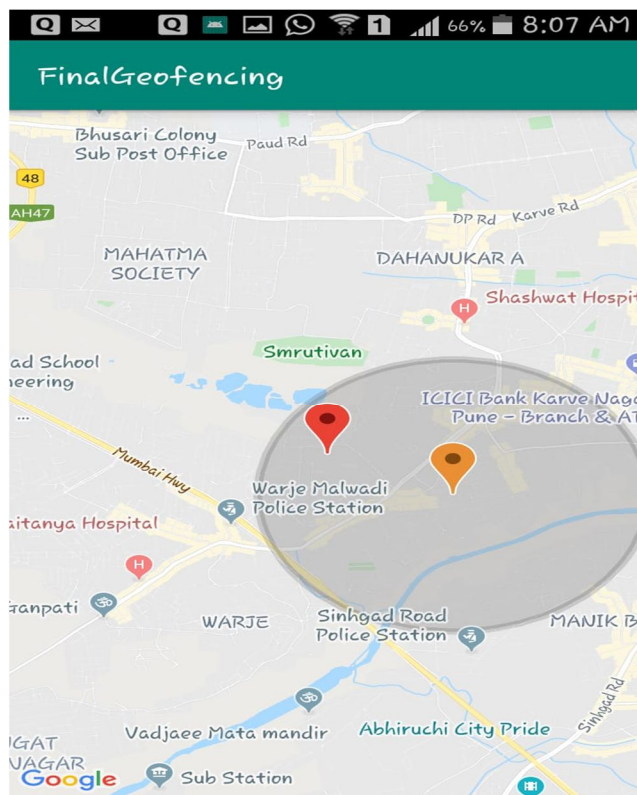 Q Q 1 66% 8:07 AM
FinalGeofencing
Bhusari Colony
Sub Post Office
Paud Rd
48
AH47
DP Rd
Karve Rd
MAHATMA
SOCIETY
DAHANUKAR A
Shashwat Hospit
H
Smrutivan
ad School
neering
...
ICICI Bank Karve Naga
Pune - Branch & AT
Mumbai Hwy
Warje Malwadi
Police Station
aitanya Hospital
H
Ganpati
WARJE
Sinhgad Road
Police Station
MANIK B
Sinhgad Rd
Vadjaee Mata mandir
Abhiruchi City Pride
GAT
NAGAR
Google
Sub Station